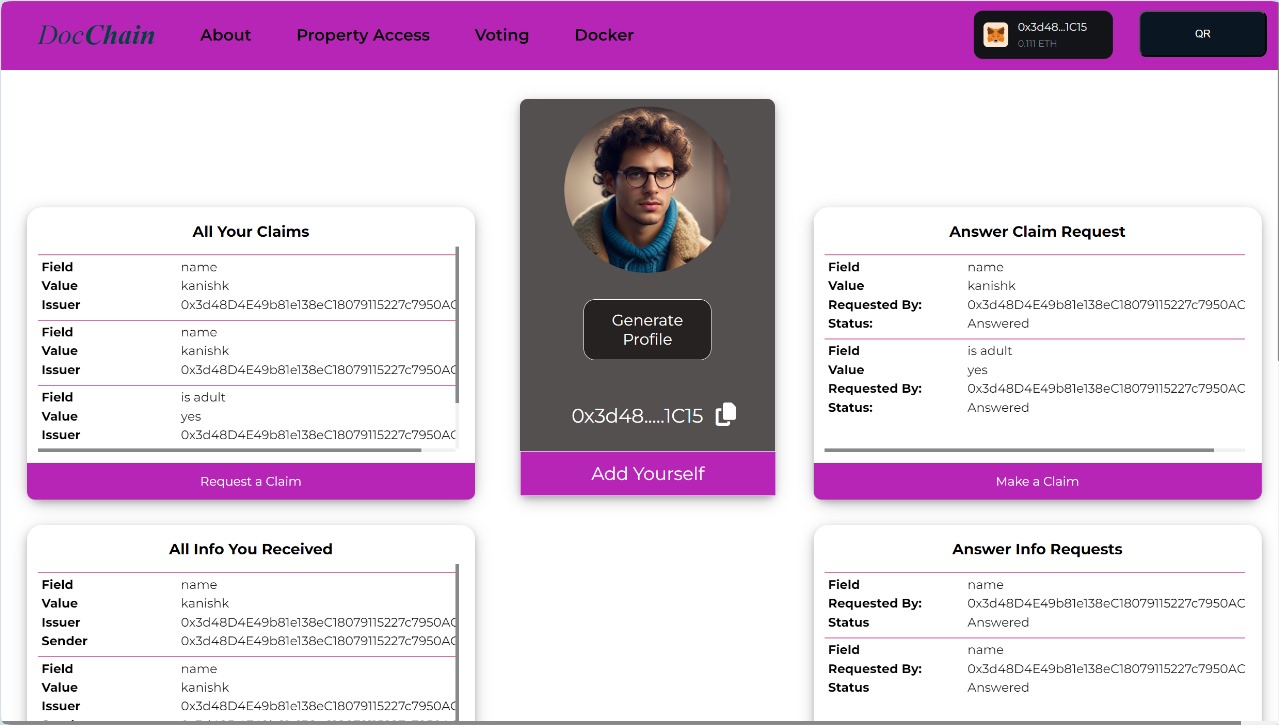 DocChain
About
Property Access
Voting
Docker
0x3d48...1C15
0.111 ETH
QR
All Your Claims
Field name
Value kanishk
Issuer 0x3d48D4E49b81e138eC18079115227c7950AC
Field name
Value kanishk
Issuer 0x3d48D4E49b81e138eC18079115227c7950AC
Field is adult
Value yes
Issuer 0x3d48D4E49b81e138eC18079115227c7950AC
Request a Claim
Generate
Profile
0x3d48.....1C15
Add Yourself
Answer Claim Request
Field name
Value kanishk
Requested By: 0x3d48D4E49b81e138eC18079115227c7950AC
Status: Answered
Field is adult
Value yes
Requested By: 0x3d48D4E49b81e138eC18079115227c7950AC
Status: Answered
Make a Claim
All Info You Received
Field name
Value kanishk
Issuer 0x3d48D4E49b81e138eC18079115227c7950AC
Sender 0x3d48D4E49b81e138eC18079115227c7950AC
Field name
Value kanishk
Issuer 0x3d48D4E49b81e138eC18079115227c7950AC
Answer Info Requests
Field name
Requested By: 0x3d48D4E49b81e138eC18079115227c7950AC
Status Answered
Field name
Requested By: 0x3d48D4E49b81e138eC18079115227c7950AC
Status Answered